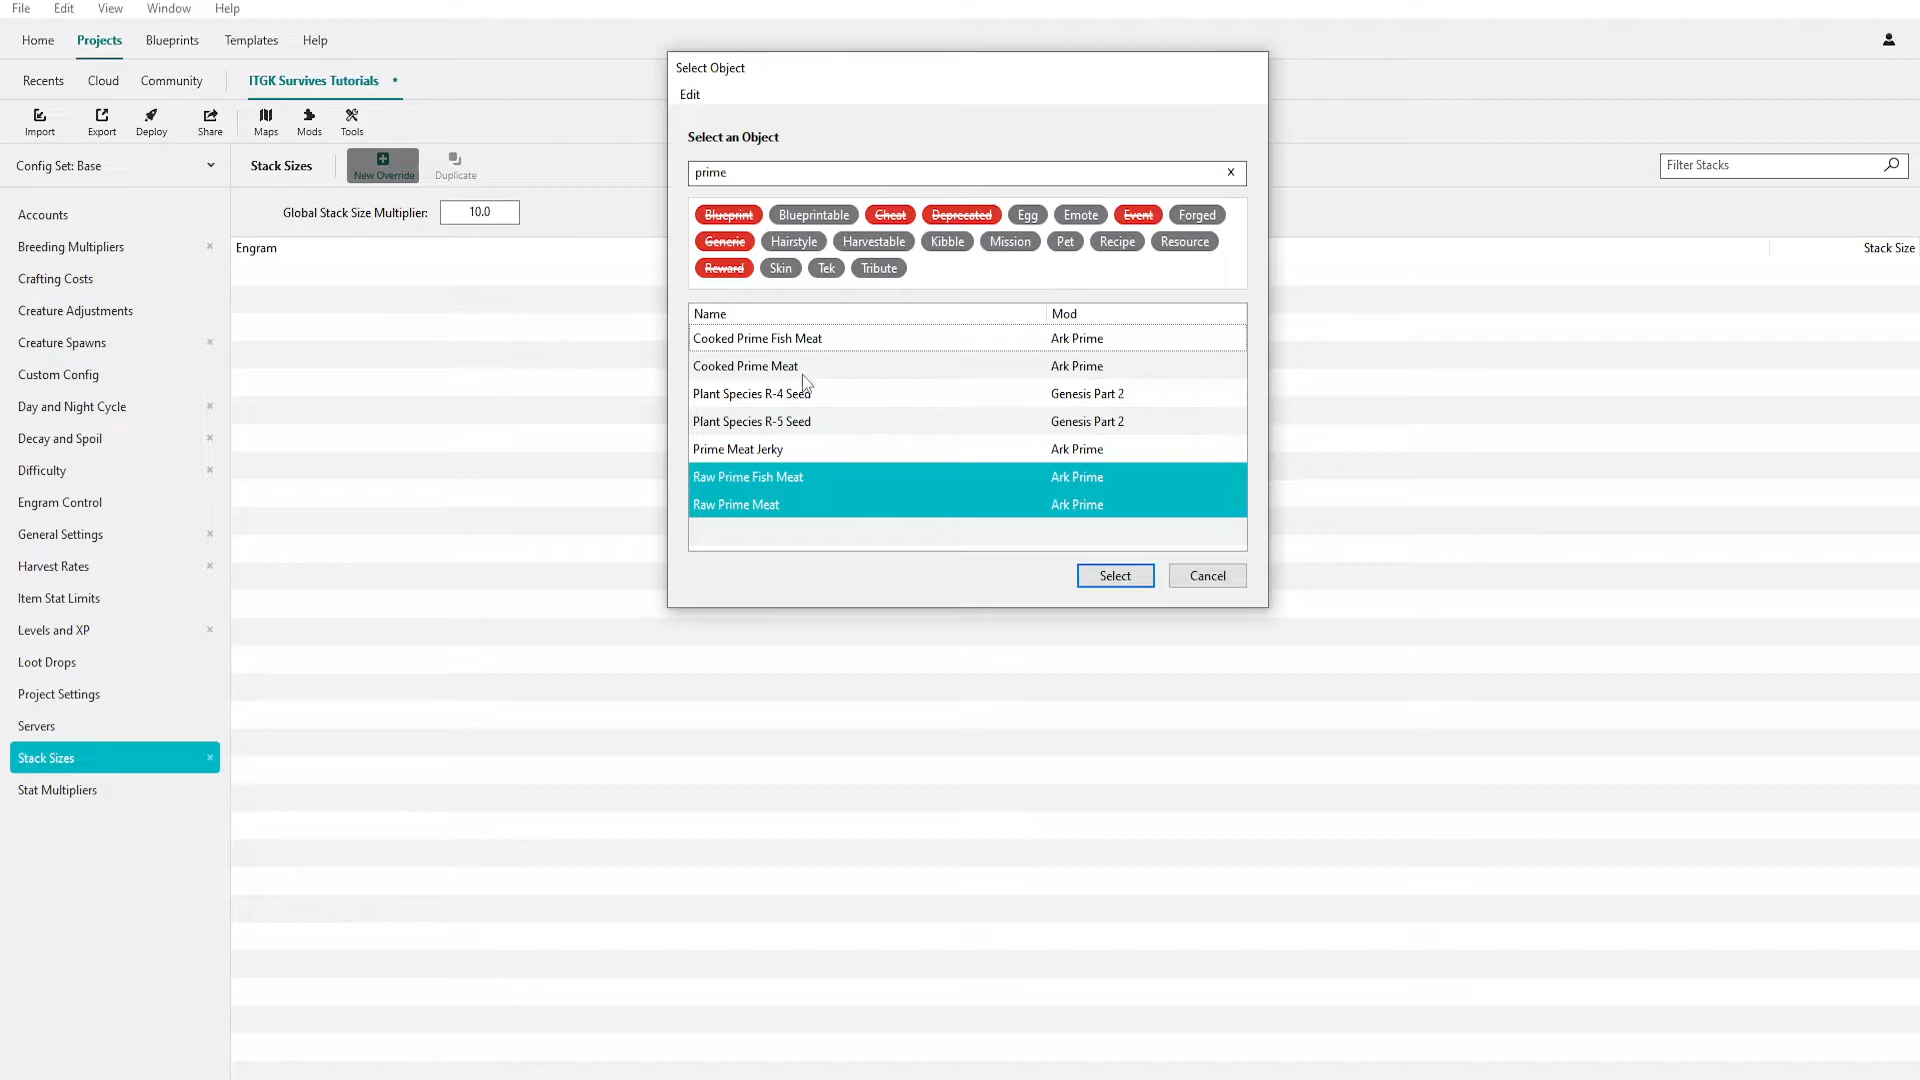 File Edit View Window Help
Home Projects Blueprints Templates Help
Recents Cloud Community ITGK Survives Tutorials •
Import Export Deploy Share Maps Mods Tools
Config Set: Base
Stack Sizes New Override Duplicate
Filter Stacks
Global Stack Size Multiplier: 10.0
Engram Stack Size
Accounts
Breeding Multipliers ×
Crafting Costs
Creature Adjustments
Creature Spawns ×
Custom Config
Day and Night Cycle ×
Decay and Spoil ×
Difficulty ×
Engram Control
General Settings ×
Harvest Rates ×
Item Stat Limits
Levels and XP ×
Loot Drops
Project Settings
Servers
Stack Sizes ×
Stat Multipliers
Select Object
Edit
Select an Object
prime x
Blueprint Blueprintable Cheat Deprecated Egg Emote Event Forged
Generic Hairstyle Harvestable Kibble Mission Pet Recipe Resource
Reward Skin Tek Tribute
Name Mod
Cooked Prime Fish Meat Ark Prime
Cooked Prime Meat Ark Prime
Plant Species R-4 Seed Genesis Part 2
Plant Species R-5 Seed Genesis Part 2
Prime Meat Jerky Ark Prime
Raw Prime Fish Meat Ark Prime
Raw Prime Meat Ark Prime
Select Cancel